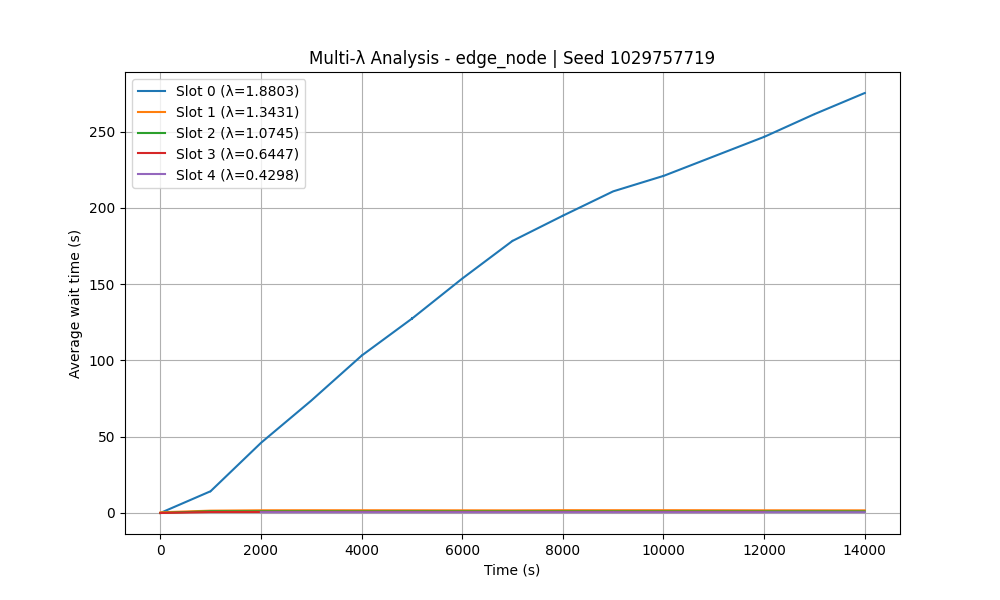 Multi-λ Analysis - edge_node | Seed 1029757719
Slot 0 (λ=1.8803)
Slot 1 (λ=1.3431)
Slot 2 (λ=1.0745)
Slot 3 (λ=0.6447)
Slot 4 (λ=0.4298)
Average wait time (s)
250
200
150
100
50
0
0 2000 4000 6000 8000 10000 12000 14000
Time (s)